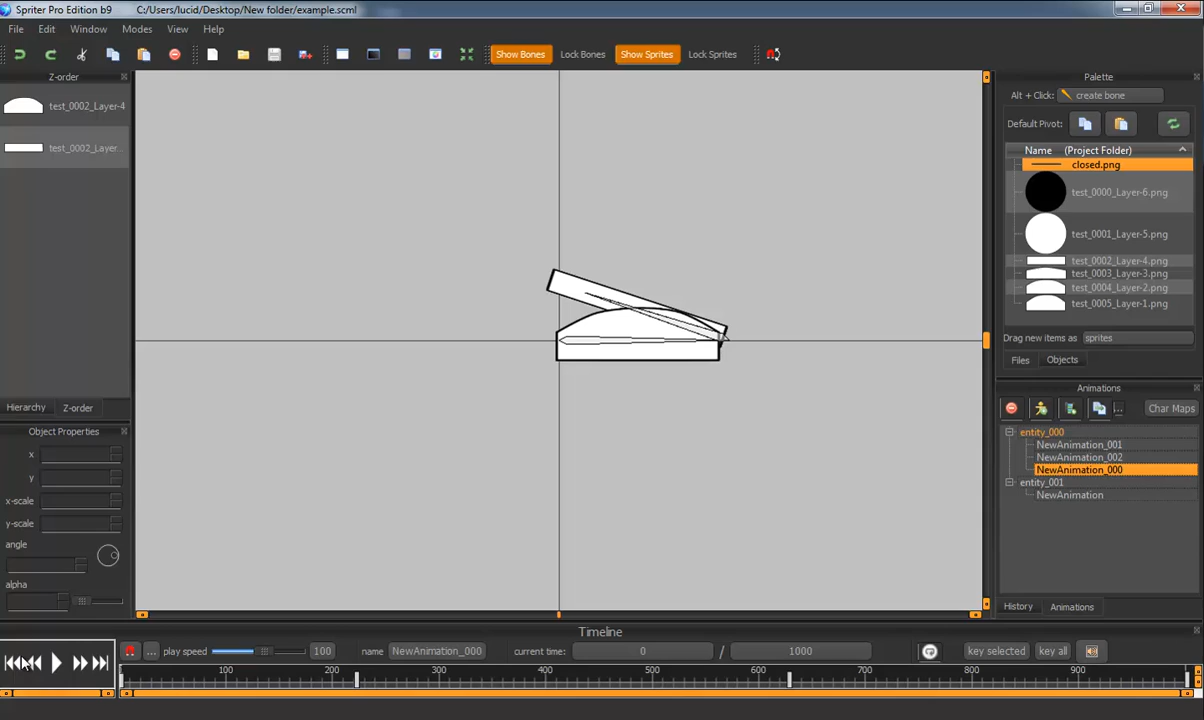 Spriter Pro Edition b9 C:/Users/lucid/Desktop/New folder/example.scml
File Edit Windows Modes View Help
Show Bones Lock Bones Show Sprites Lock Sprites
Z-order
test_0002_Layer-4
test_0002_Layer...
Hierarchy Z-order
Object Properties
x
y
x-scale
y-scale
angle
alpha
Palette
Alt + Click: create bone
Default Pivot:
Name (Project Folder)
closed.png
test_0000_Layer-6.png
test_0001_Layer-5.png
test_0002_Layer-4.png
test_0003_Layer-3.png
test_0004_Layer-2.png
test_0005_Layer-1.png
Drag new items as sprites
Files Objects
Animations
... Char Maps
entity_000
NewAnimation_001
NewAnimation_002
NewAnimation_000
entity_001
NewAnimation
History Animations
Timeline
... play speed 100 name NewAnimation_000 current time: 0 / 1000 key selected key all
100 200 300 400 500 600 700 800 900